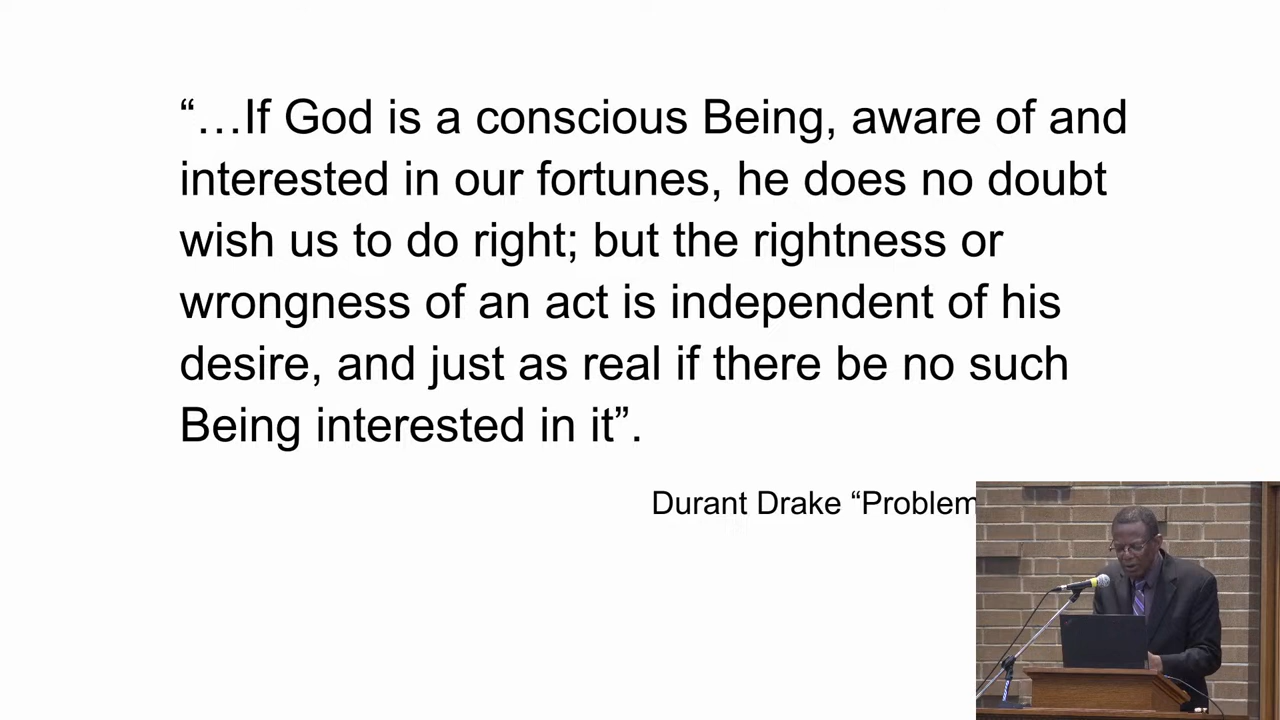 “…If God is a conscious Being, aware of and
interested in our fortunes, he does no doubt
wish us to do right; but the rightness or
wrongness of an act is independent of his
desire, and just as real if there be no such
Being interested in it”.
Durant Drake “Problem